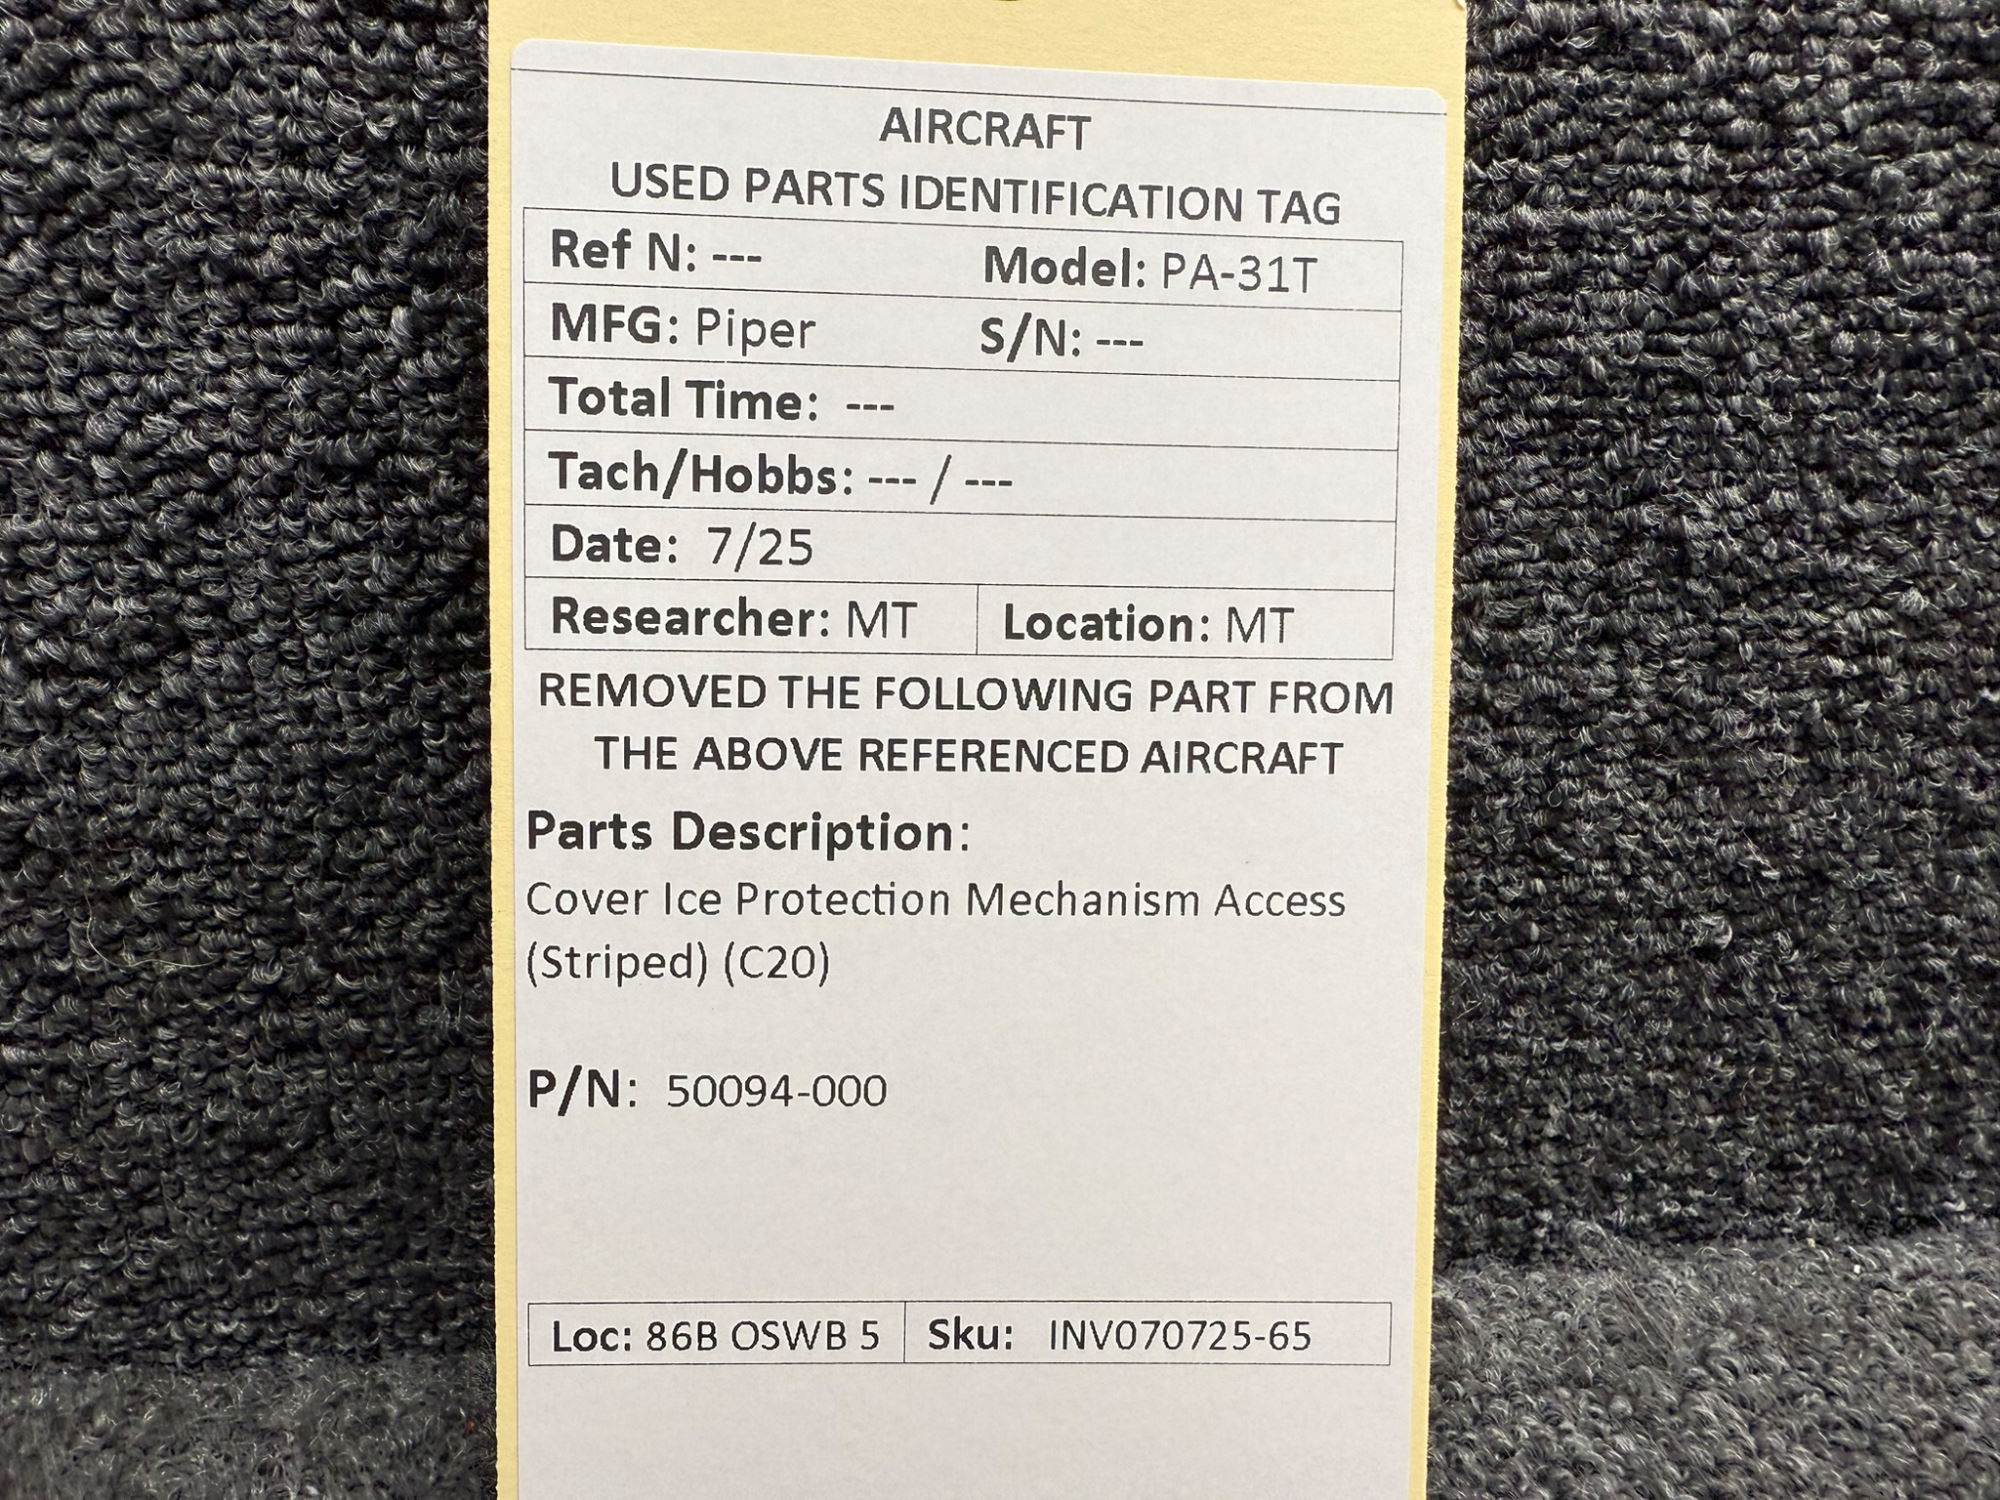 AIRCRAFT
USED PARTS IDENTIFICATION TAG
Ref N: --- Model: PA-31T
MFG: Piper S/N: ---
Total Time: ---
Tach/Hobbs: --- / ---
Date: 7/25
Researcher: MT Location: MT
REMOVED THE FOLLOWING PART FROM
THE ABOVE REFERENCED AIRCRAFT
Parts Description:
Cover Ice Protection Mechanism Access
(Striped) (C20)
P/N: 50094-000
Loc: 86B OSWB 5 Sku: INV070725-65